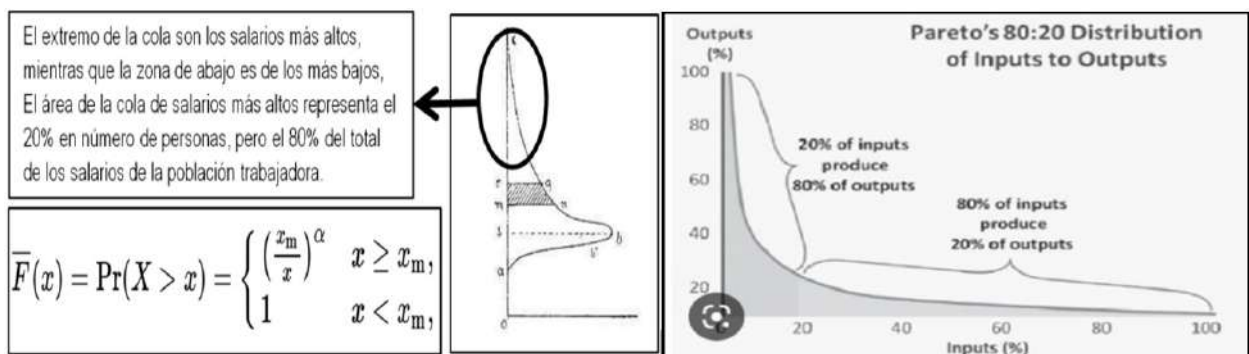 El extremo de la cola son los salarios más altos,
mientras que la zona de abajo es de los más bajos,
El área de la cola de salarios más altos representa el
20% en número de personas, pero el 80% del total
de los salarios de la población trabajadora.
F̅(x) = Pr(X > x) = { (x_m/x)^α x ≥ x_m,
1 x < x_m,
m
n
s
b
a
o
Outputs
(%)
Pareto's 80:20 Distribution
of Inputs to Outputs
100
80
60
40
20
20% of inputs
produce
80% of outputs
80% of inputs
produce
20% of outputs
20 40 60 80 100
Inputs (%)